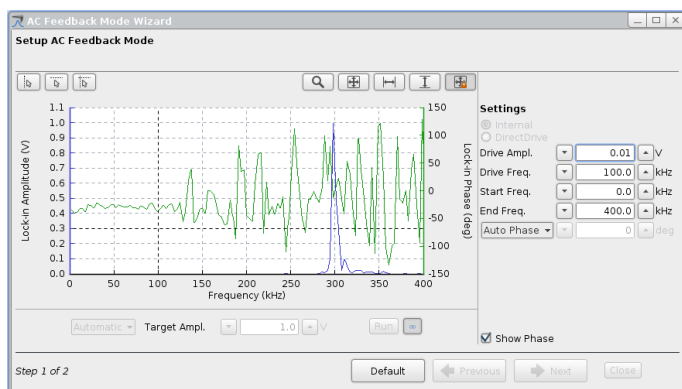 AC Feedback Mode Wizard
Setup AC Feedback Mode
Settings
Internal
DirectDrive
Drive Ampl. 0.01 V
Drive Freq. 100.0 kHz
Start Freq. 0.0 kHz
End Freq. 400.0 kHz
Auto Phase 0 deg
Show Phase
Lock-in Amplitude (V)
1.1
1.0
0.9
0.8
0.7
0.6
0.5
0.4
0.3
0.2
0.1
0.0
0 50 100 150 200 250 300 350 400
Frequency (kHz)
150
100
50
0
-50
-100
-150
Lock-in Phase (deg)
Automatic Target Ampl. 1.0 V Run ∞
Step 1 of 2 Default Previous Next Close